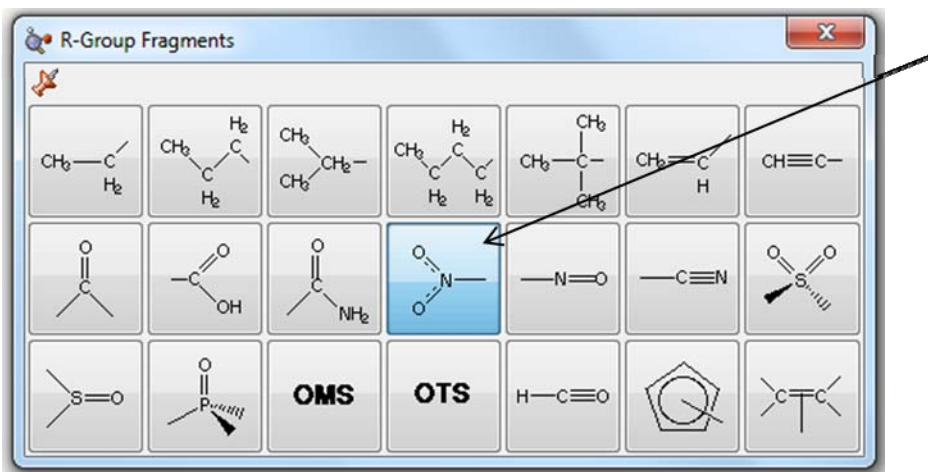 R-Group Fragments
CH₃—C
H₂
H₂
CH₃ C
C
H₂
CH₃
CH₂—
CH₃
H₂
CH₃ C
C C
H₂ H₂
CH₃
CH₃—C—
CH₃
CH₂=C
H
CH≡C—
O
C
O
—C
OH
O
C
NH₂
O
N—
O
—N=O
—C≡N
O O
S
S=O
O
P
OMS
OTS
H—C≡O
C C